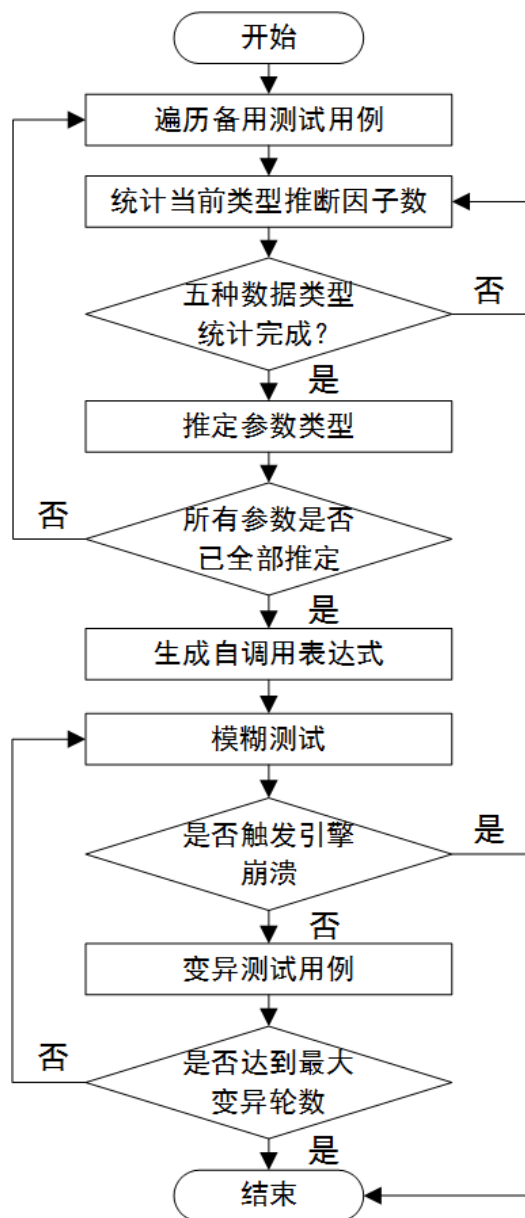 开始
遍历备用测试用例
统计当前类型推断因子数
五种数据类型
统计完成？
否
是
推定参数类型
否
所有参数是否
已全部推定
是
生成自调用表达式
模糊测试
是否触发引擎
崩溃
是
否
变异测试用例
否
是否达到最大
变异轮数
是
结束